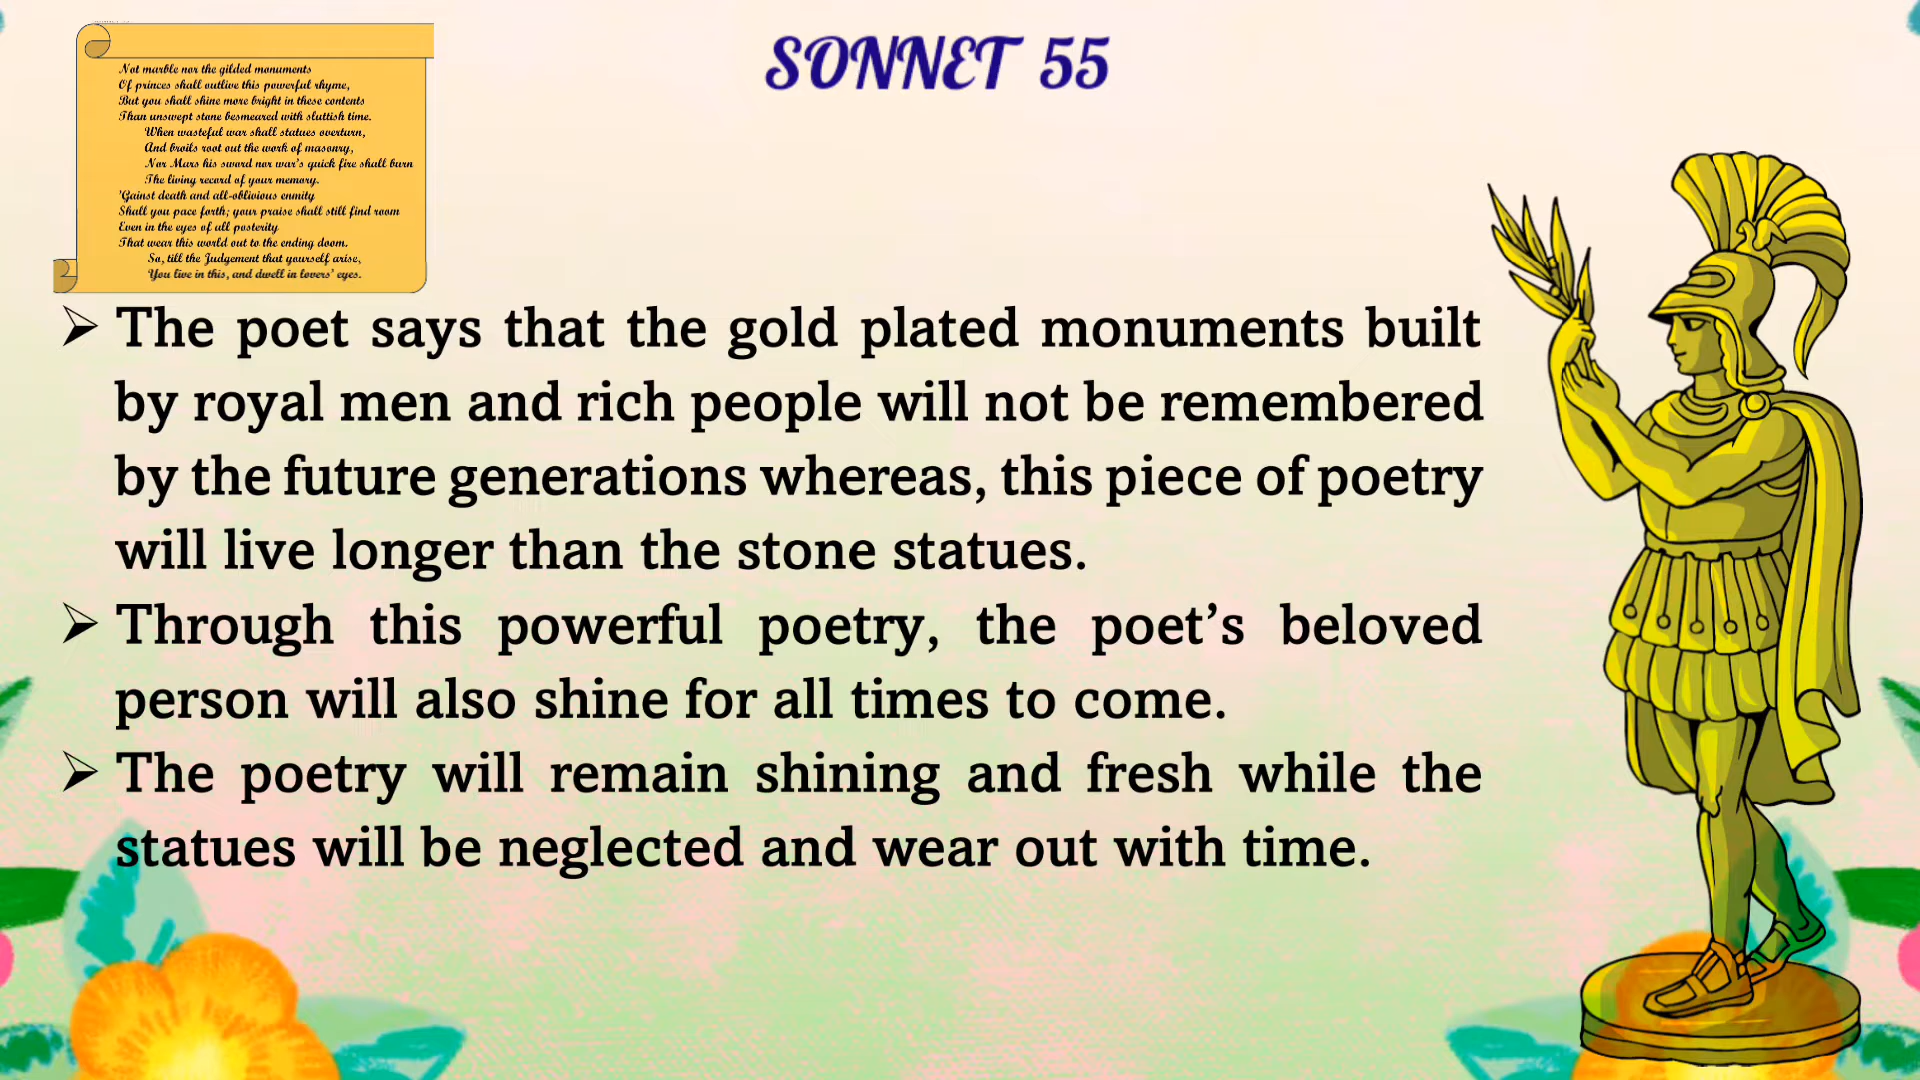 SONNET 55
Not marble nor the gilded monuments
Of princes shall outlive this powerful rhyme,
But you shall shine more bright in these contents
Than unswept stone besmeared with sluttish time.
When wasteful war shall statues overturn,
And broils root out the work of masonry,
Nor Mars his sword nor war's quick fire shall burn
The living record of your memory.
'Gainst death and all-oblivious enmity
Shall you pace forth; your praise shall still find room
Even in the eyes of all posterity
That wear this world out to the ending doom.
So, till the Judgement that yourself arise,
You live in this, and dwell in lovers' eyes.
➢ The poet says that the gold plated monuments built
by royal men and rich people will not be remembered
by the future generations whereas, this piece of poetry
will live longer than the stone statues.
➢ Through this powerful poetry, the poet’s beloved
person will also shine for all times to come.
➢ The poetry will remain shining and fresh while the
statues will be neglected and wear out with time.